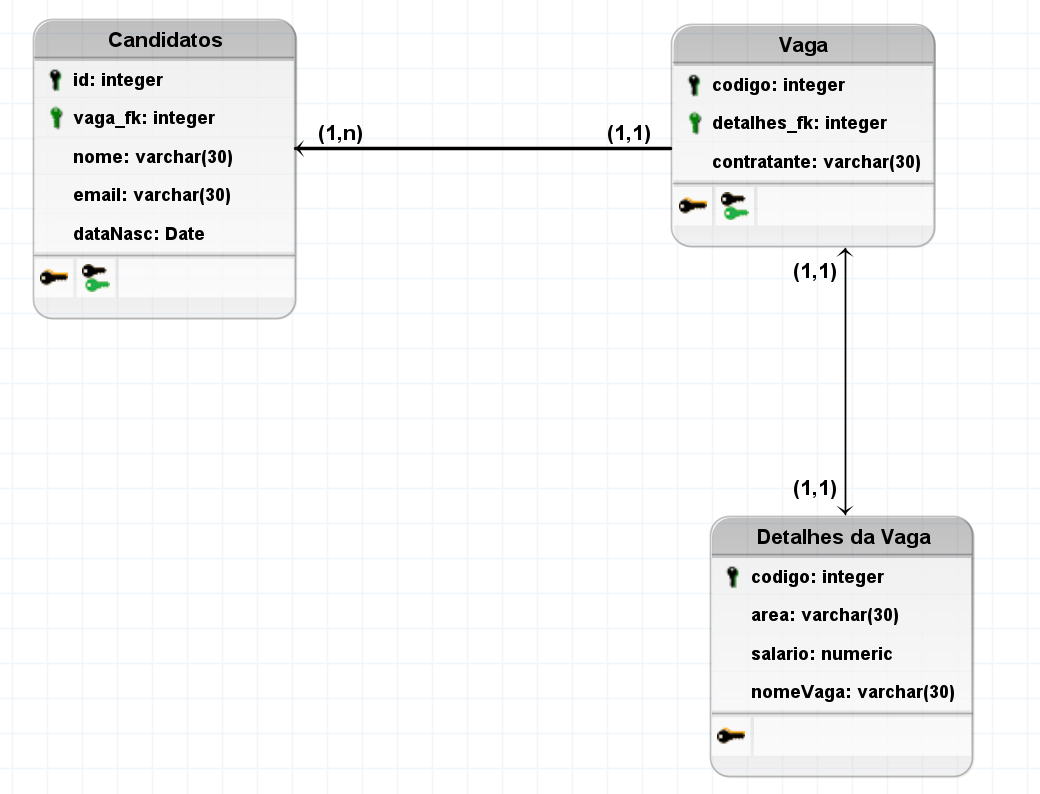 Candidatos
id: integer
vaga_fk: integer
nome: varchar(30)
email: varchar(30)
dataNasc: Date
(1,n)
(1,1)
Vaga
codigo: integer
detalhes_fk: integer
contratante: varchar(30)
(1,1)
(1,1)
Detalhes da Vaga
codigo: integer
area: varchar(30)
salario: numeric
nomeVaga: varchar(30)